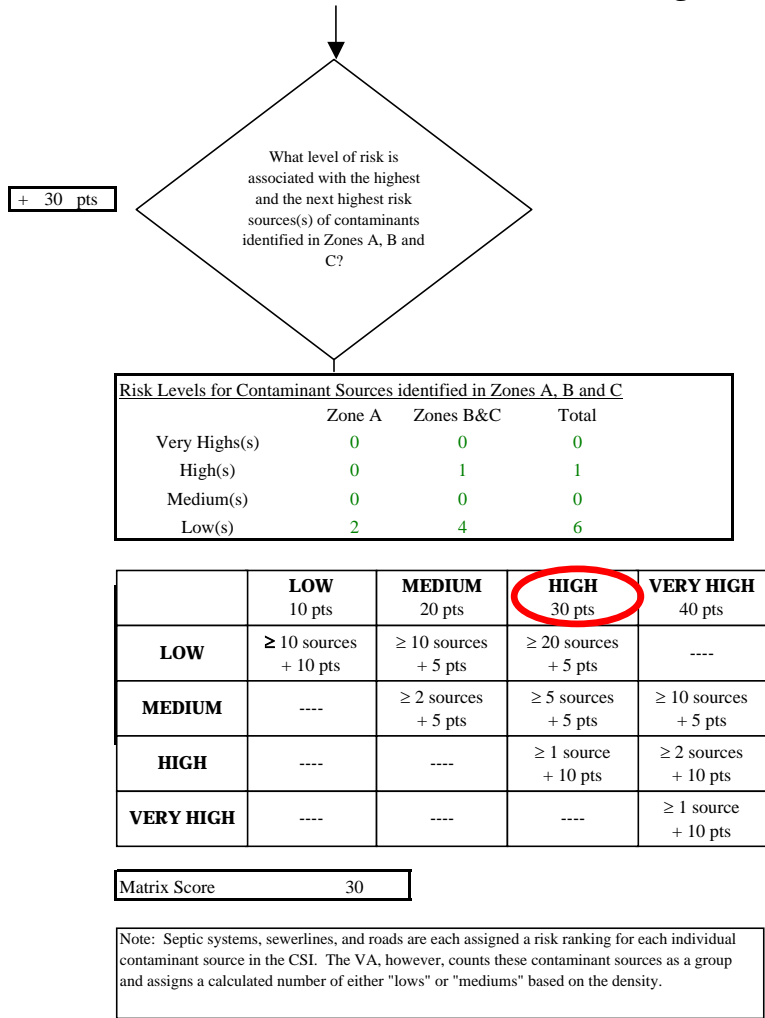 What level of risk is
associated with the highest
and the next highest risk
sources(s) of contaminants
identified in Zones A, B and
C?
+ 30 pts
Risk Levels for Contaminant Sources identified in Zones A, B and C
Zone A Zones B&C Total
Very Highs(s) 0 0 0
High(s) 0 1 1
Medium(s) 0 0 0
Low(s) 2 4 6
LOW MEDIUM HIGH VERY HIGH
10 pts 20 pts 30 pts 40 pts
LOW ≥ 10 sources ≥ 10 sources ≥ 20 sources ----
+ 10 pts + 5 pts + 5 pts
MEDIUM ---- ≥ 2 sources ≥ 5 sources ≥ 10 sources
+ 5 pts + 5 pts + 5 pts
HIGH ---- ---- ≥ 1 source ≥ 2 sources
+ 10 pts + 10 pts
VERY HIGH ---- ---- ---- ≥ 1 source
+ 10 pts
Matrix Score 30
Note: Septic systems, sewerlines, and roads are each assigned a risk ranking for each individual
contaminant source in the CSI. The VA, however, counts these contaminant sources as a group
and assigns a calculated number of either "lows" or "mediums" based on the density.